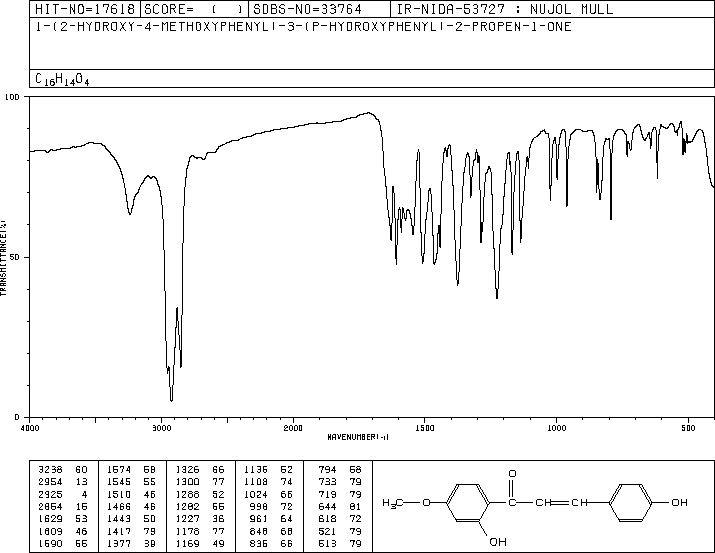 HIT-NO=17618 SCORE= ( ) SDBS-NO=33764 IR-NIDA-53727 : NUJOL MULL
1-(2-HYDROXY-4-METHOXYPHENYL)-3-(P-HYDROXYPHENYL)-2-PROPEN-1-ONE
C16H14O4
100
50
0
TRANSMITTANCE(%)
4000 3000 2000 1500 1000 500
WAVENUMBER(-1)
3238 60 1574 58 1326 66 1136 52 794 58
2954 13 1545 55 1300 77 1108 74 733 79
2925 4 1510 46 1288 52 1024 66 719 79
2854 15 1466 46 1282 55 998 72 644 81
1629 53 1443 50 1227 36 961 64 618 72
1609 46 1417 79 1178 77 848 68 521 79
1590 55 1377 39 1169 49 836 66 513 79
O
H3C O C CH CH OH
OH